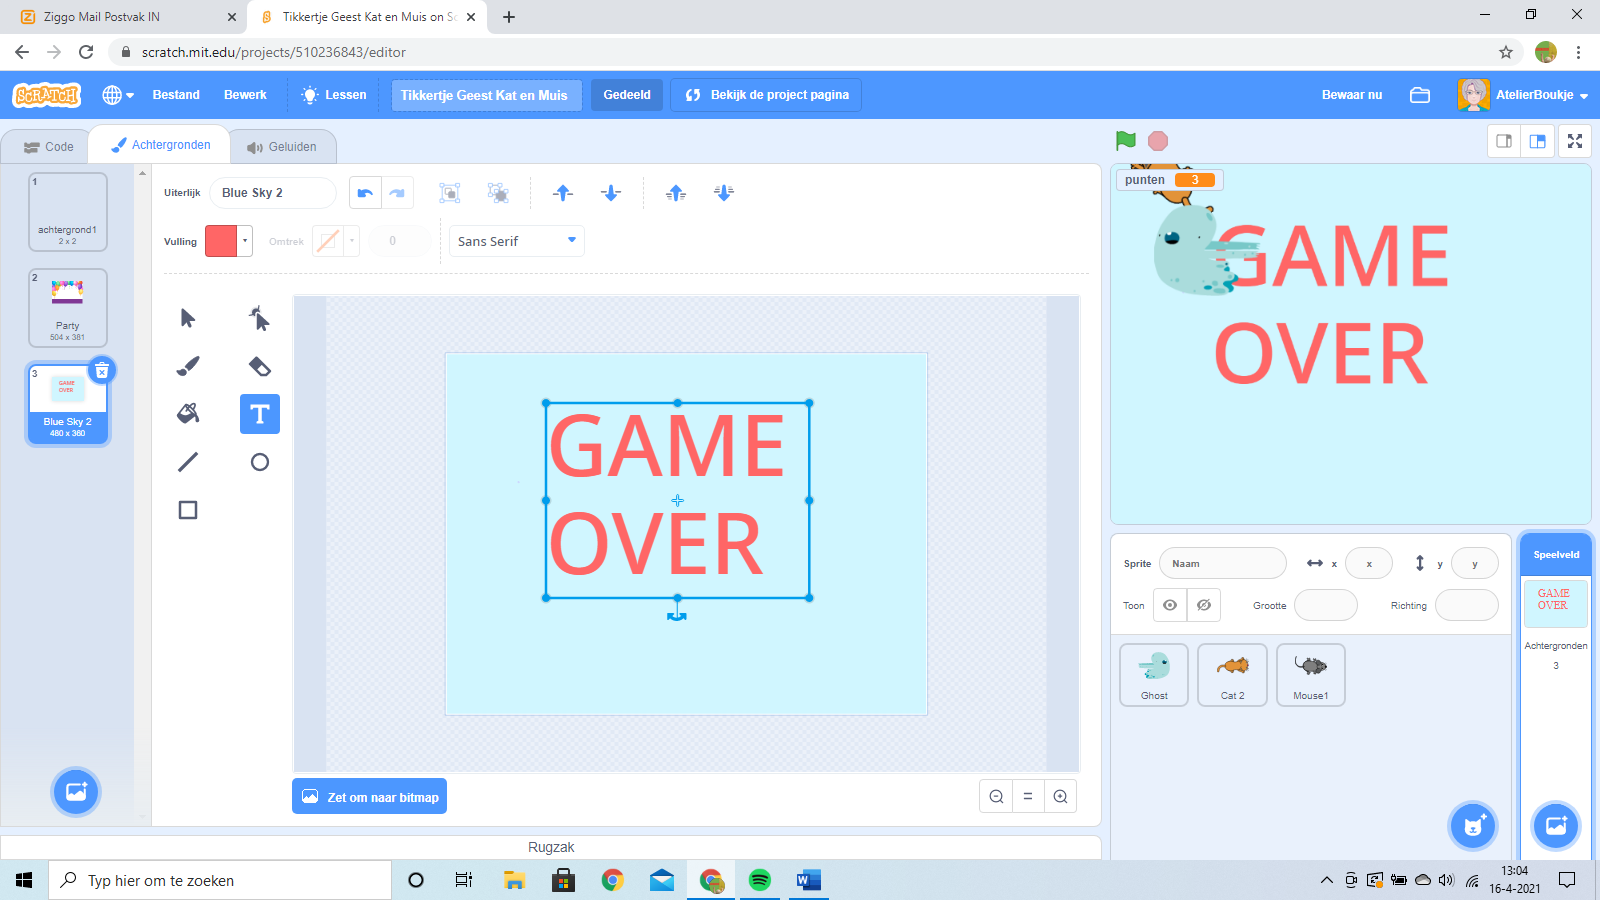 Ziggo Mail Postvak IN
Tikkertje Geest Kat en Muis on Sc
scratch.mit.edu/projects/510236843/editor
SCRATCH
Bestand
Bewerk
Lessen
Tikkertje Geest Kat en Muis
Gedeeld
Bekijk de project pagina
Bewaar nu
AtelierBoukje
Code
Achtergronden
Geluiden
1
achtergrond1
2 x 2
2
Party
504 x 381
3
GAME
OVER
Blue Sky 2
480 x 360
Uiterlijk
Blue Sky 2
Vulling
Omtrek
0
Sans Serif
T
GAME
OVER
Zet om naar bitmap
=
Rugzak
punten 3
GAME
OVER
Sprite
Naam
x
x
y
y
Toon
Grootte
Richting
Ghost
Cat 2
Mouse1
Speelveld
GAME
OVER
Achtergronden
3
Typ hier om te zoeken
W
13:04
16-4-2021